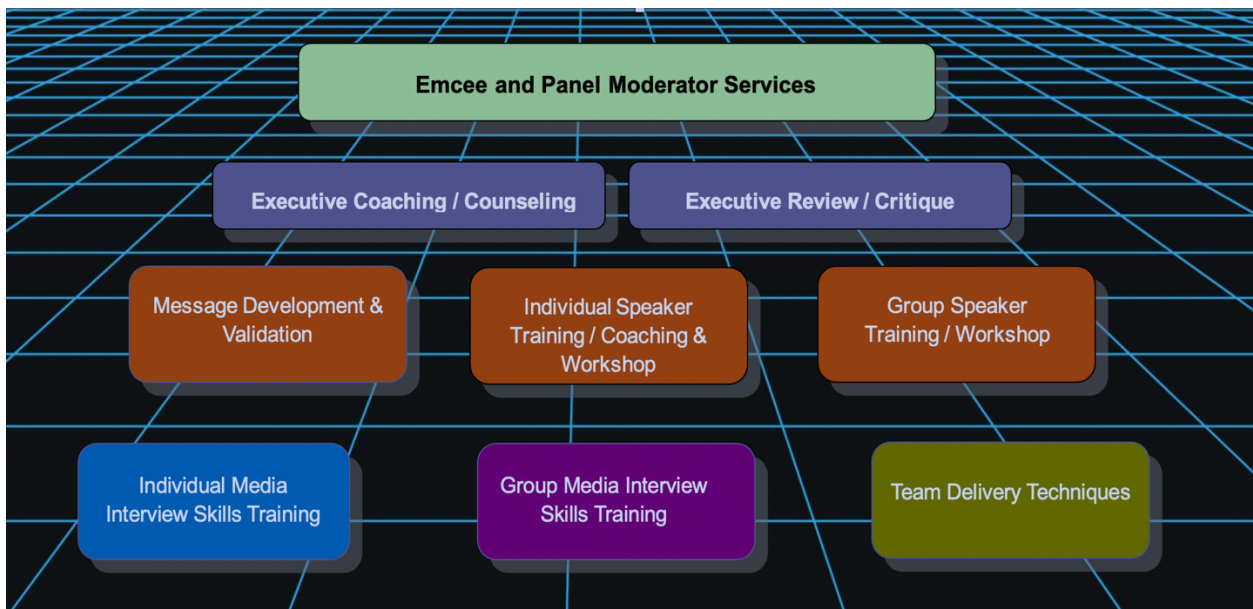 Emcee and Panel Moderator Services
Executive Coaching / Counseling
Executive Review / Critique
Message Development &
Validation
Individual Speaker
Training / Coaching &
Workshop
Group Speaker
Training / Workshop
Individual Media
Interview Skills Training
Group Media Interview
Skills Training
Team Delivery Techniques